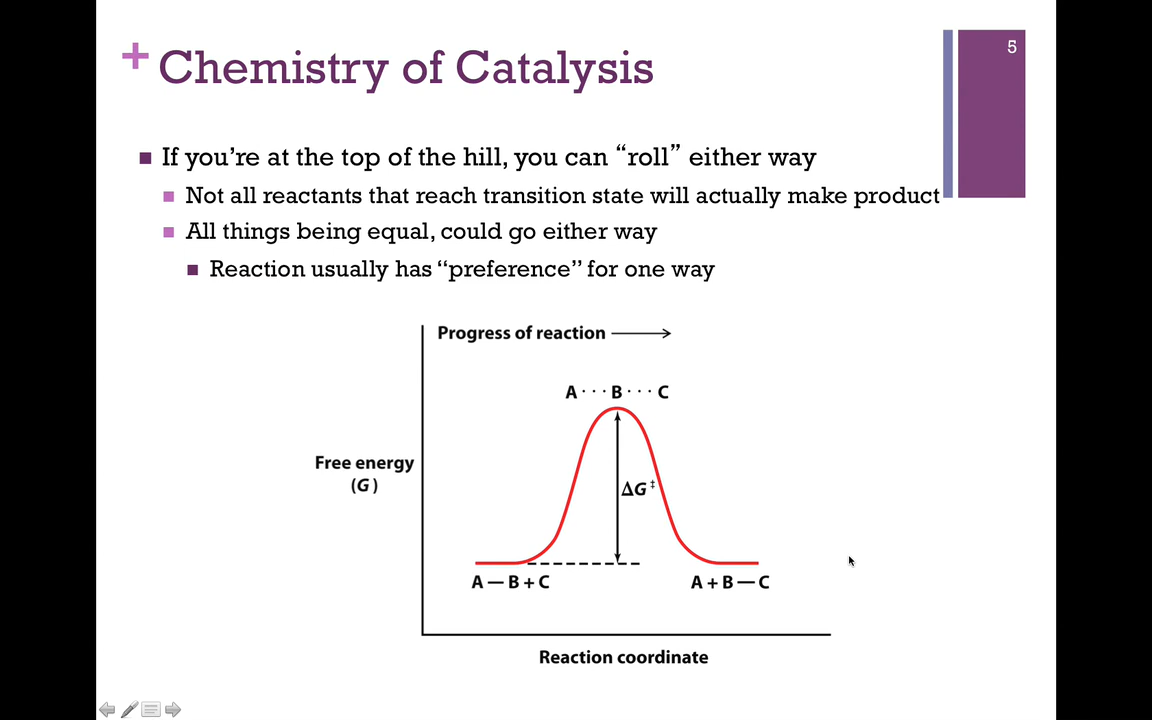 5
+ Chemistry of Catalysis
If you’re at the top of the hill, you can “roll” either way
Not all reactants that reach transition state will actually make product
All things being equal, could go either way
Reaction usually has “preference” for one way
Progress of reaction ⟶
A · · · B · · · C
Free energy
(G)
ΔG‡
A — B + C
A + B — C
Reaction coordinate